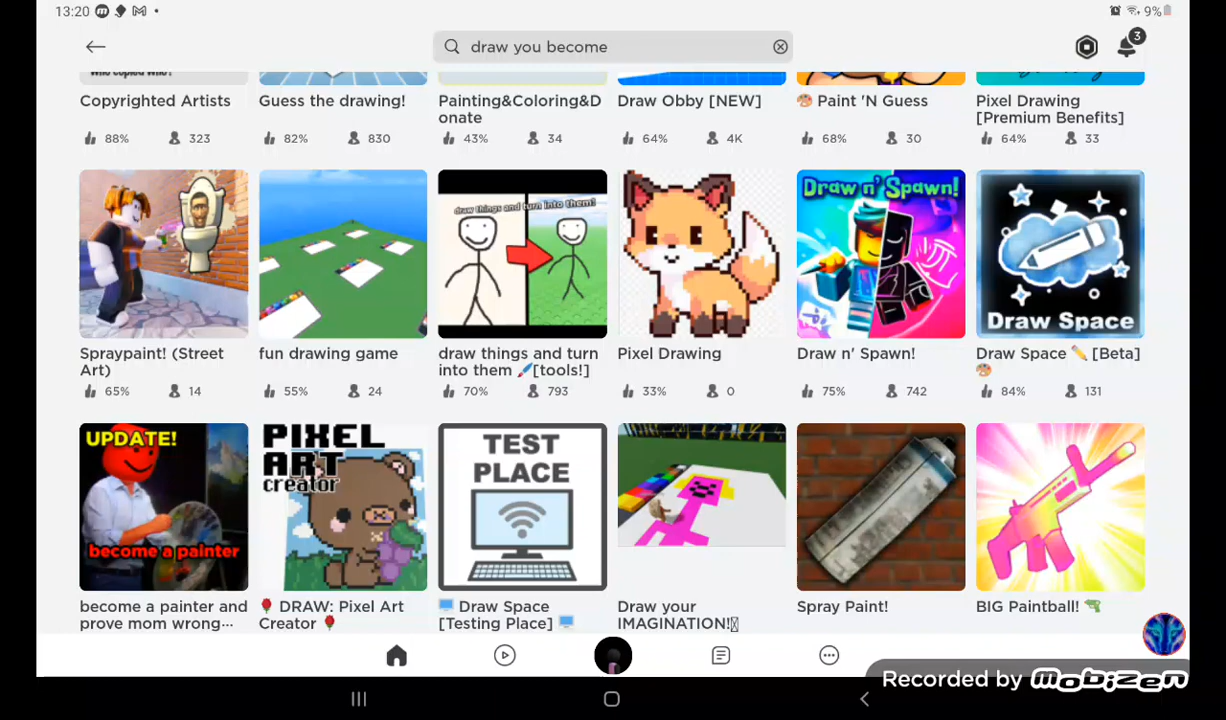 13:20
9%
draw you become
3
who copied who?
Copyrighted Artists
88% 323
Guess the drawing!
82% 830
Painting&Coloring&D
onate
43% 34
Draw Obby [NEW]
64% 4K
🎨 Paint 'N Guess
68% 30
Pixel Drawing
[Premium Benefits]
64% 33
Spraypaint! (Street
Art)
65% 14
fun drawing game
55% 24
draw things and turn into them!
draw things and turn
into them 🖌️[tools!]
70% 793
Pixel Drawing
33% 0
Draw n' Spawn!
Draw n' Spawn!
75% 742
Draw Space
Draw Space ✏️ [Beta]
🎨
84% 131
UPDATE!
become a painter
become a painter and
prove mom wrong...
PIXEL
ART
creator
🌹 DRAW: Pixel Art
Creator 🌹
TEST
PLACE
🖥️ Draw Space
[Testing Place] 🖥️
Draw your
IMAGINATION!
Spray Paint!
BIG Paintball! 🔫
Recorded by mobizen